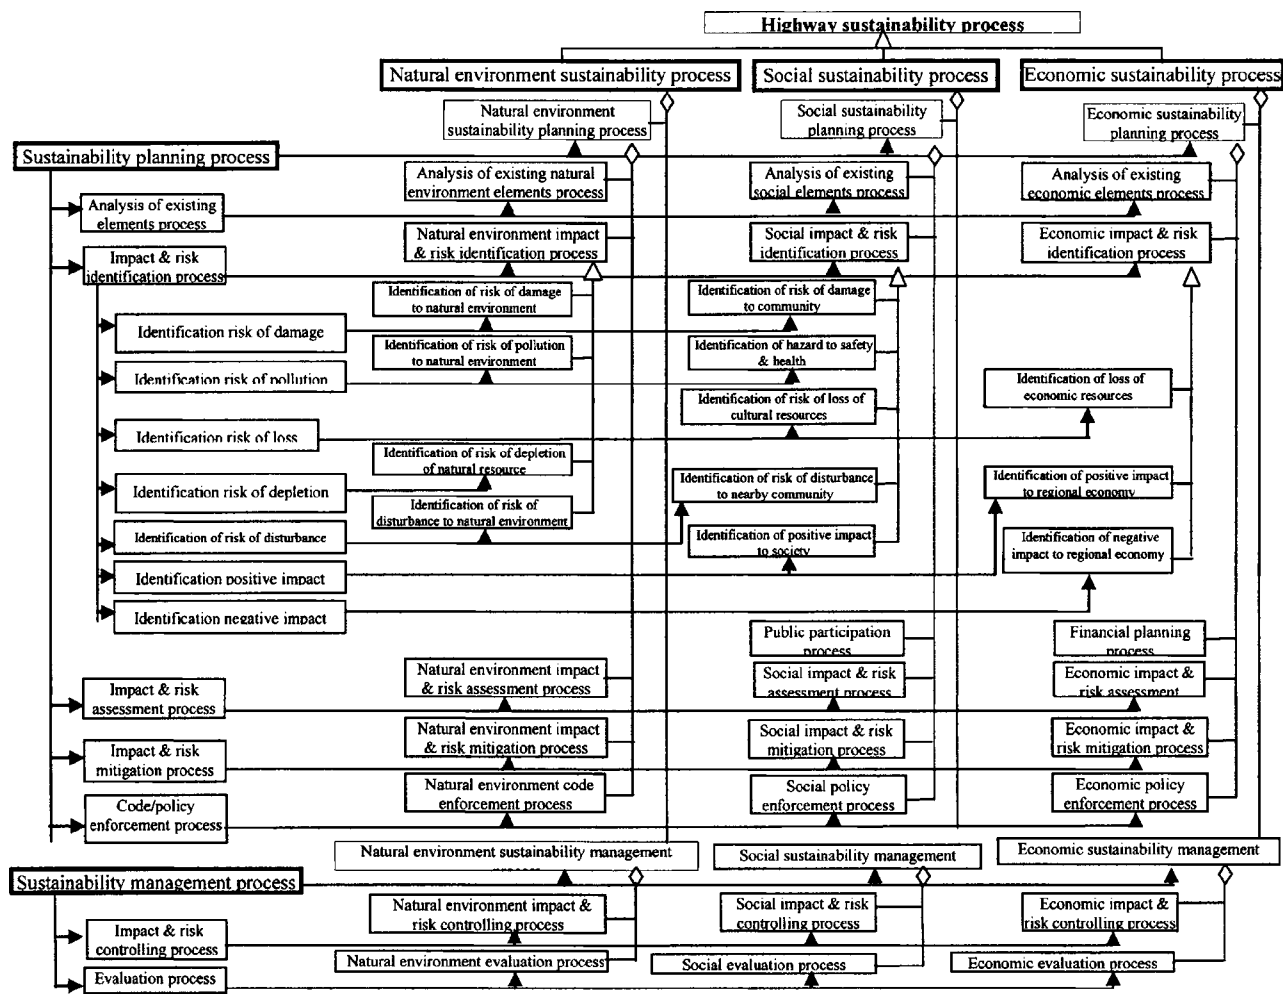 Highway sustainability process
Natural environment sustainability process
Social sustainability process
Economic sustainability process
Natural environment
sustainability planning process
Social sustainability
planning process
Economic sustainability
planning process
Sustainability planning process
Analysis of existing natural
environment elements process
Analysis of existing
social elements process
Analysis of existing
economic elements process
Analysis of existing
elements process
Natural environment impact
& risk identification process
Social impact & risk
identification process
Economic impact & risk
identification process
Impact & risk
identification process
Identification of risk of damage
to natural environment
Identification of risk of damage
to community
Identification risk of damage
Identification of risk of pollution
to natural environment
Identification of hazard to safety
& health
Identification risk of pollution
Identification of loss of
economic resources
Identification of risk of loss of
cultural resources
Identification risk of loss
Identification of risk of depletion
of natural resource
Identification of risk of disturbance
to nearby community
Identification of positive impact
to regional economy
Identification risk of depletion
Identification of risk of
disturbance to natural environment
Identification of risk of disturbance
Identification of positive impact
to society
Identification of negative
impact to regional economy
Identification positive impact
Identification negative impact
Public participation
process
Financial planning
process
Natural environment impact
& risk assessment process
Social impact & risk
assessment process
Economic impact &
risk assessment
Impact & risk
assessment process
Natural environment impact
& risk mitigation process
Social impact & risk
mitigation process
Economic impact &
risk mitigation process
Impact & risk
mitigation process
Natural environment code
enforcement process
Social policy
enforcement process
Economic policy
enforcement process
Code/policy
enforcement process
Natural environment sustainability management
Social sustainability management
Economic sustainability management
Sustainability management process
Natural environment impact &
risk controlling process
Social impact & risk
controlling process
Economic impact &
risk controlling process
Impact & risk
controlling process
Natural environment evaluation process
Social evaluation process
Economic evaluation process
Evaluation process